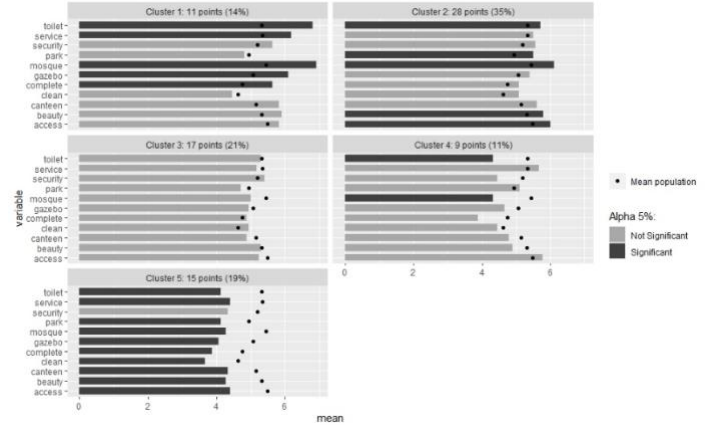 Cluster 1: 11 points (14%)
Cluster 2: 28 points (35%)
toilet
service
security
park
mosque
gazebo
complete
clean
canteen
beauty
access
Cluster 3: 17 points (21%)
Cluster 4: 9 points (11%)
toilet
service
security
park
mosque
gazebo
complete
clean
canteen
beauty
access
variable
Mean population
Alpha 5%:
Not Significant
Significant
0 2 4 6
Cluster 5: 15 points (19%)
toilet
service
security
park
mosque
gazebo
complete
clean
canteen
beauty
access
0 2 4 6
mean